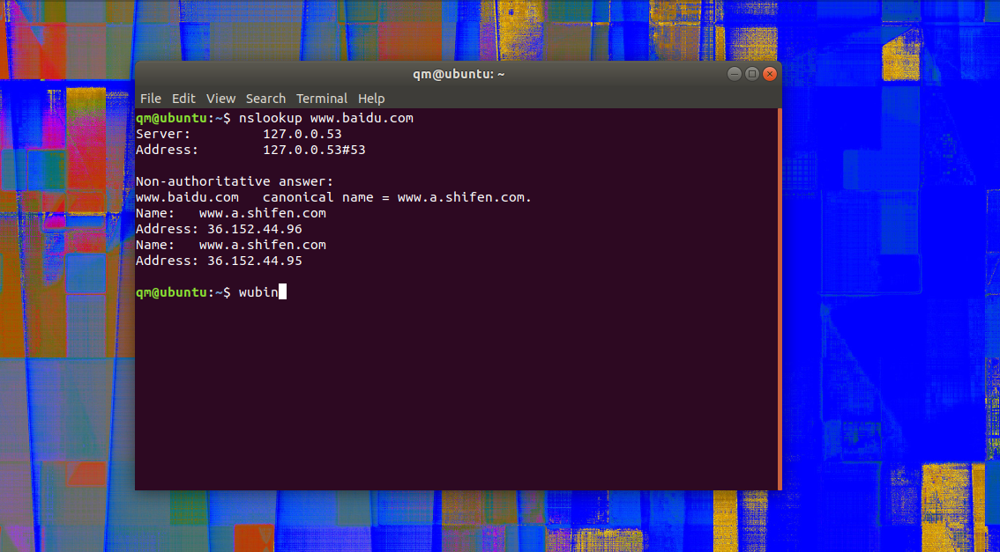 qm@ubuntu: ~
File Edit View Search Terminal Help
qm@ubuntu:~$ nslookup www.baidu.com
Server:         127.0.0.53
Address:        127.0.0.53#53
Non-authoritative answer:
www.baidu.com   canonical name = www.a.shifen.com.
Name:   www.a.shifen.com
Address: 36.152.44.96
Name:   www.a.shifen.com
Address: 36.152.44.95
qm@ubuntu:~$ wubin